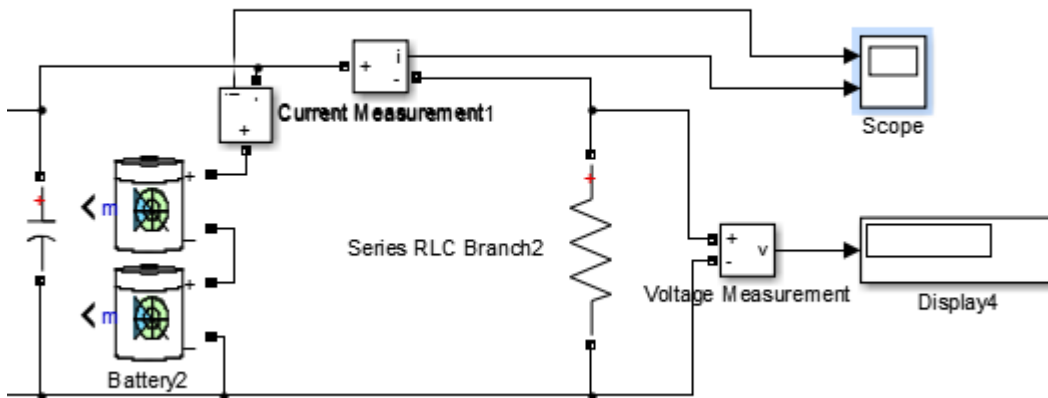 i
+
-
Current Measurement1
+
Scope
+
+
< m
-
Series RLC Branch2
+
+
v
-
+
< m
-
Voltage Measurement
Display4
Battery2